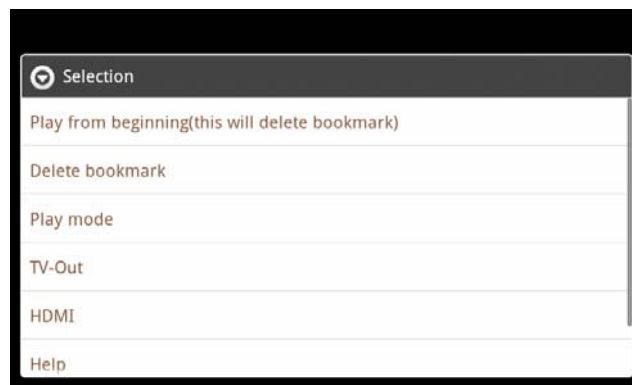 Selection
Play from beginning(this will delete bookmark)
Delete bookmark
Play mode
TV-Out
HDMI
Help